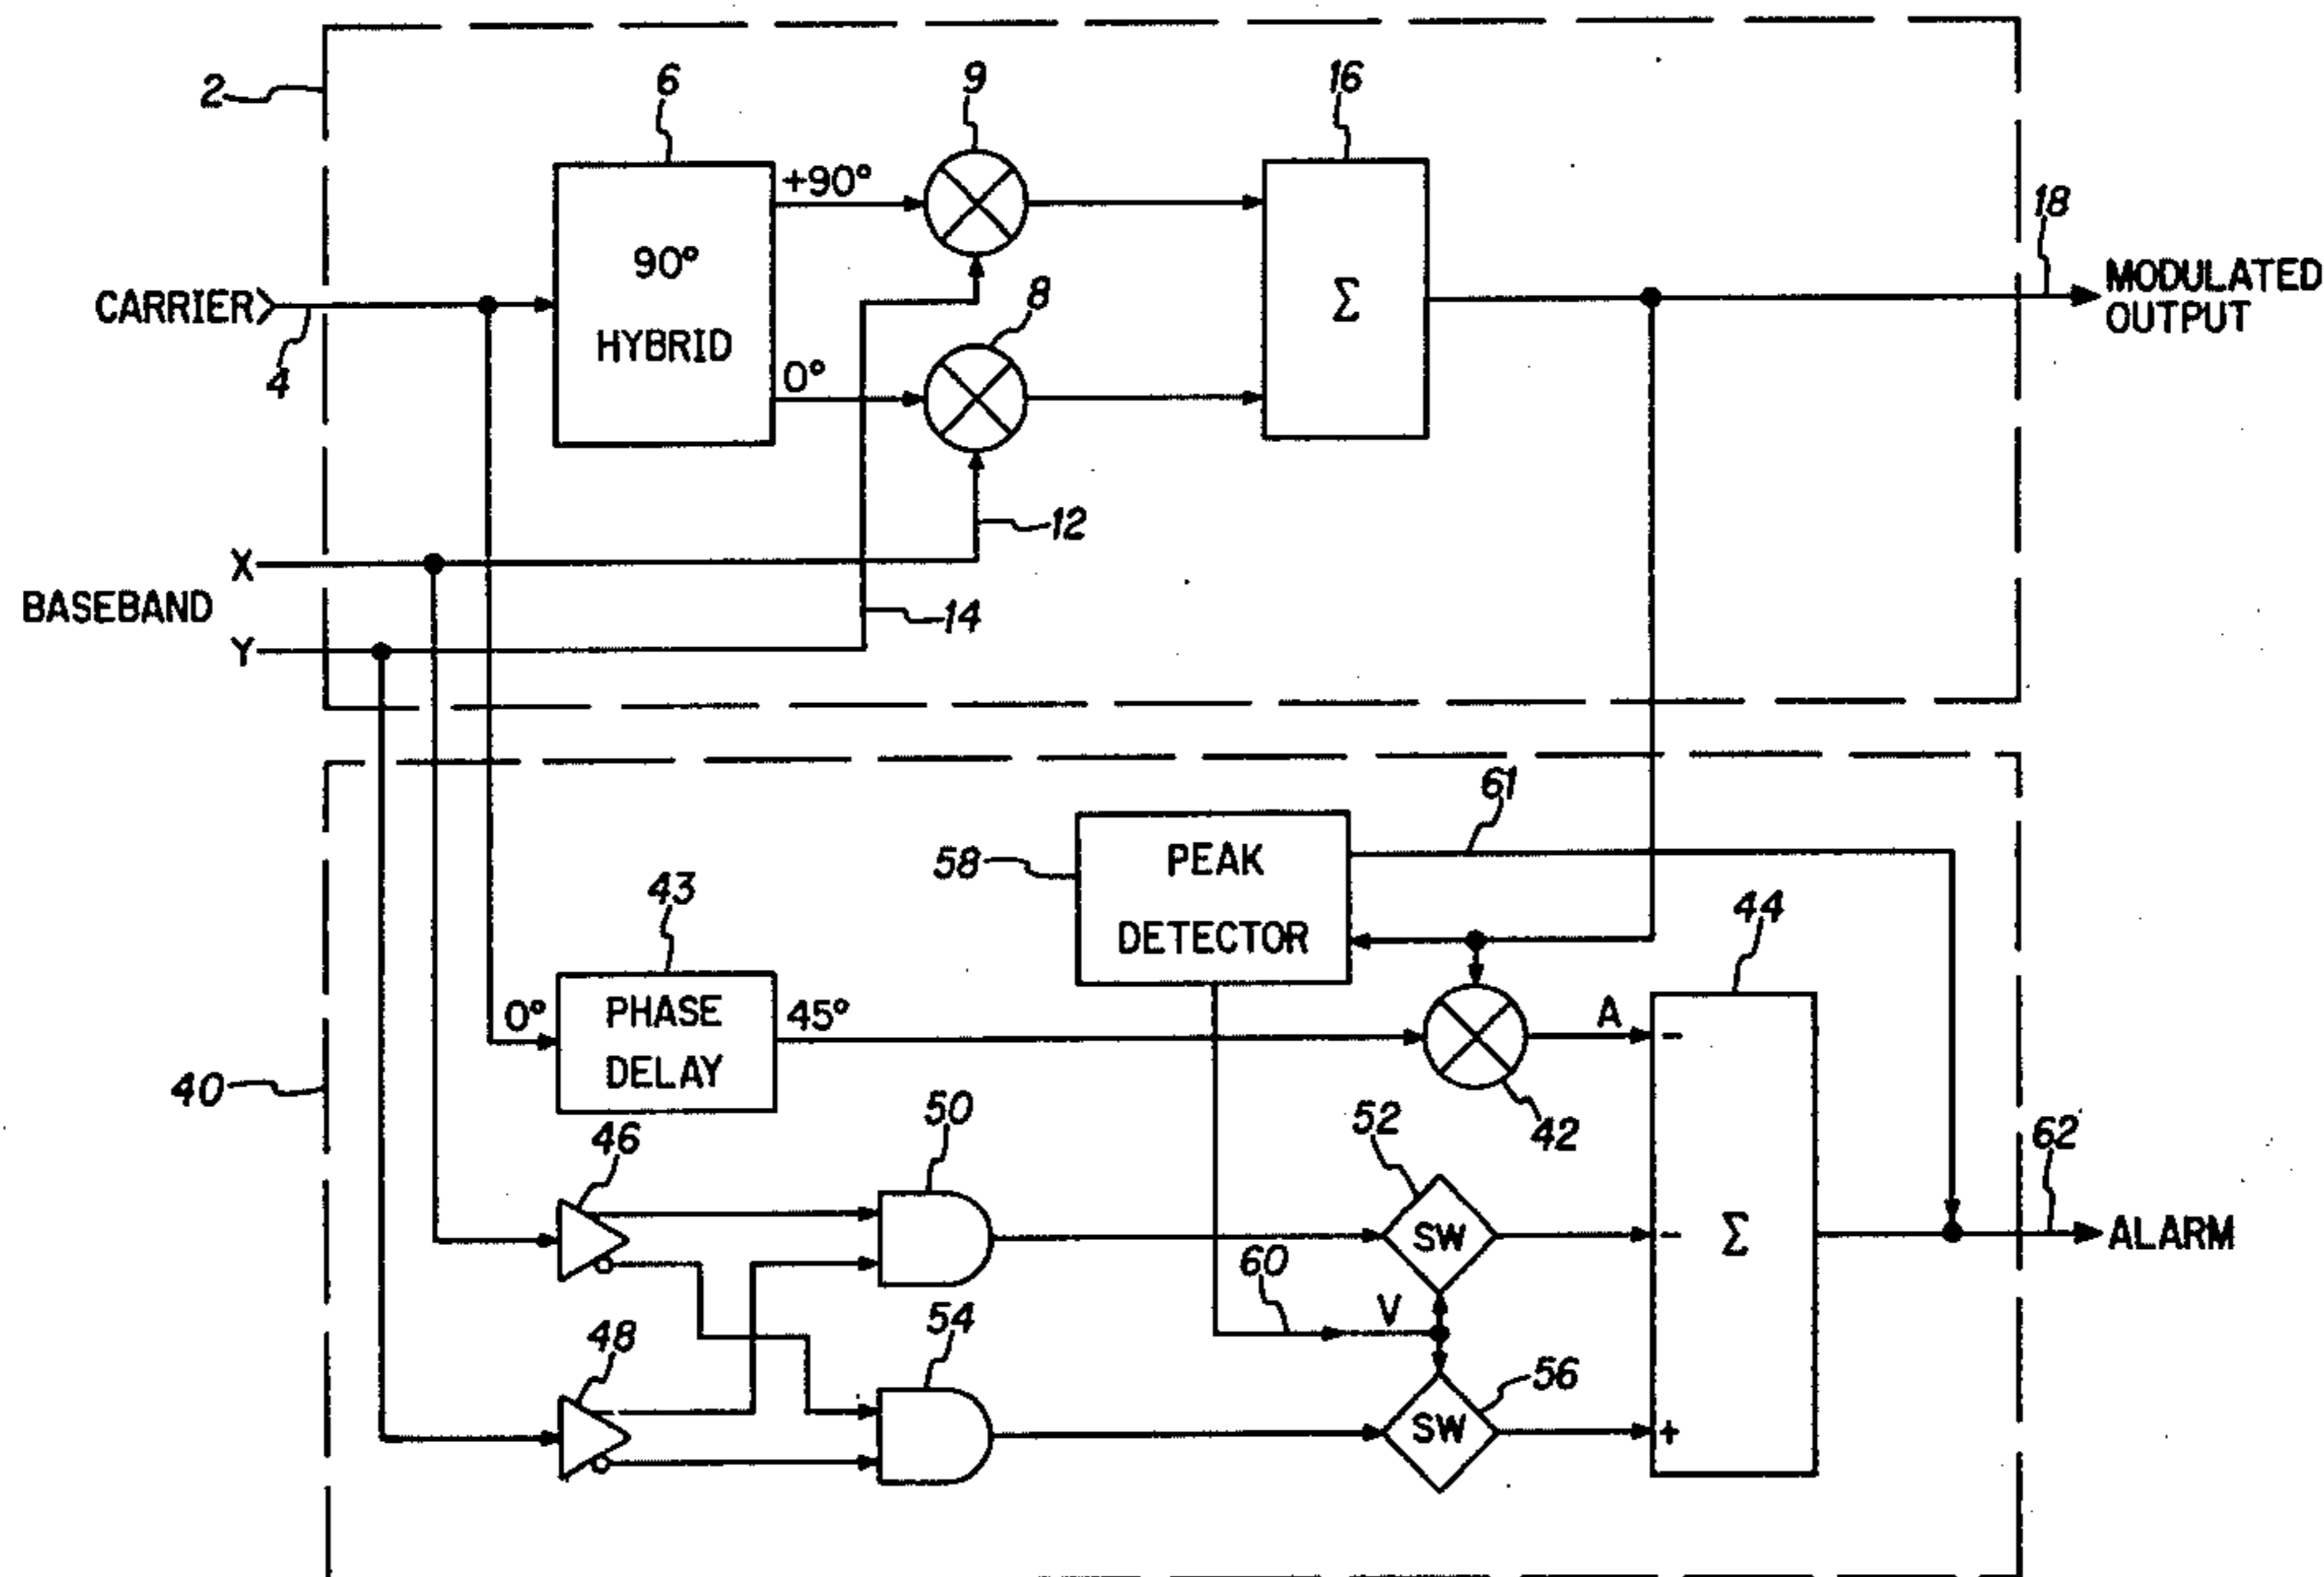 2
6
9
16
+90°
90°
HYBRID
0°
8
Σ
18
MODULATED
OUTPUT
CARRIER
4
12
X
BASEBAND
Y
14
61
58
PEAK
DETECTOR
43
44
0°
PHASE
DELAY
45°
A
-
40
42
46
50
52
62
SW
-
Σ
ALARM
60
V
48
54
56
SW
+